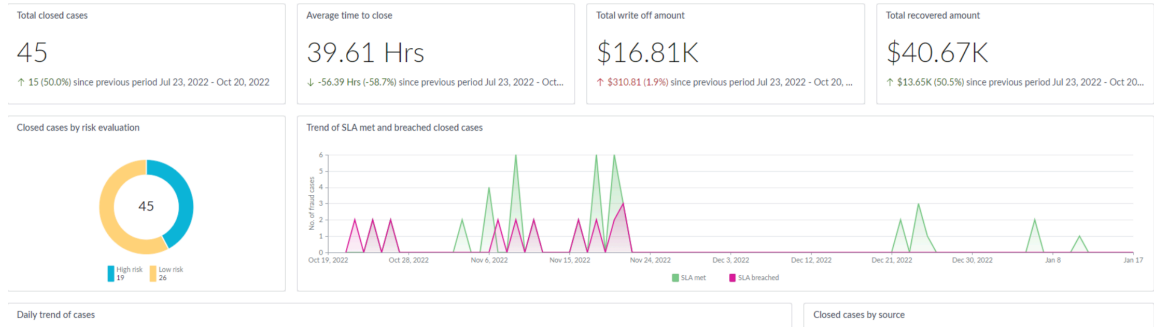 Total closed cases
45
↑ 15 (50.0%) since previous period Jul 23, 2022 - Oct 20, 2022
Average time to close
39.61 Hrs
↓ -56.39 Hrs (-58.7%) since previous period Jul 23, 2022 - Oct...
Total write off amount
$16.81K
↑ $310.81 (1.9%) since previous period Jul 23, 2022 - Oct 20, ...
Total recovered amount
$40.67K
↑ $13.65K (50.5%) since previous period Jul 23, 2022 - Oct 20...
Closed cases by risk evaluation
45
High risk
19
Low risk
26
Trend of SLA met and breached closed cases
No. of fraud cases
6
5
4
3
2
1
0
Oct 19, 2022
Oct 28, 2022
Nov 6, 2022
Nov 15, 2022
Nov 24, 2022
Dec 3, 2022
Dec 12, 2022
Dec 21, 2022
Dec 30, 2022
Jan 8
Jan 17
SLA met
SLA breached
Daily trend of cases
Closed cases by source